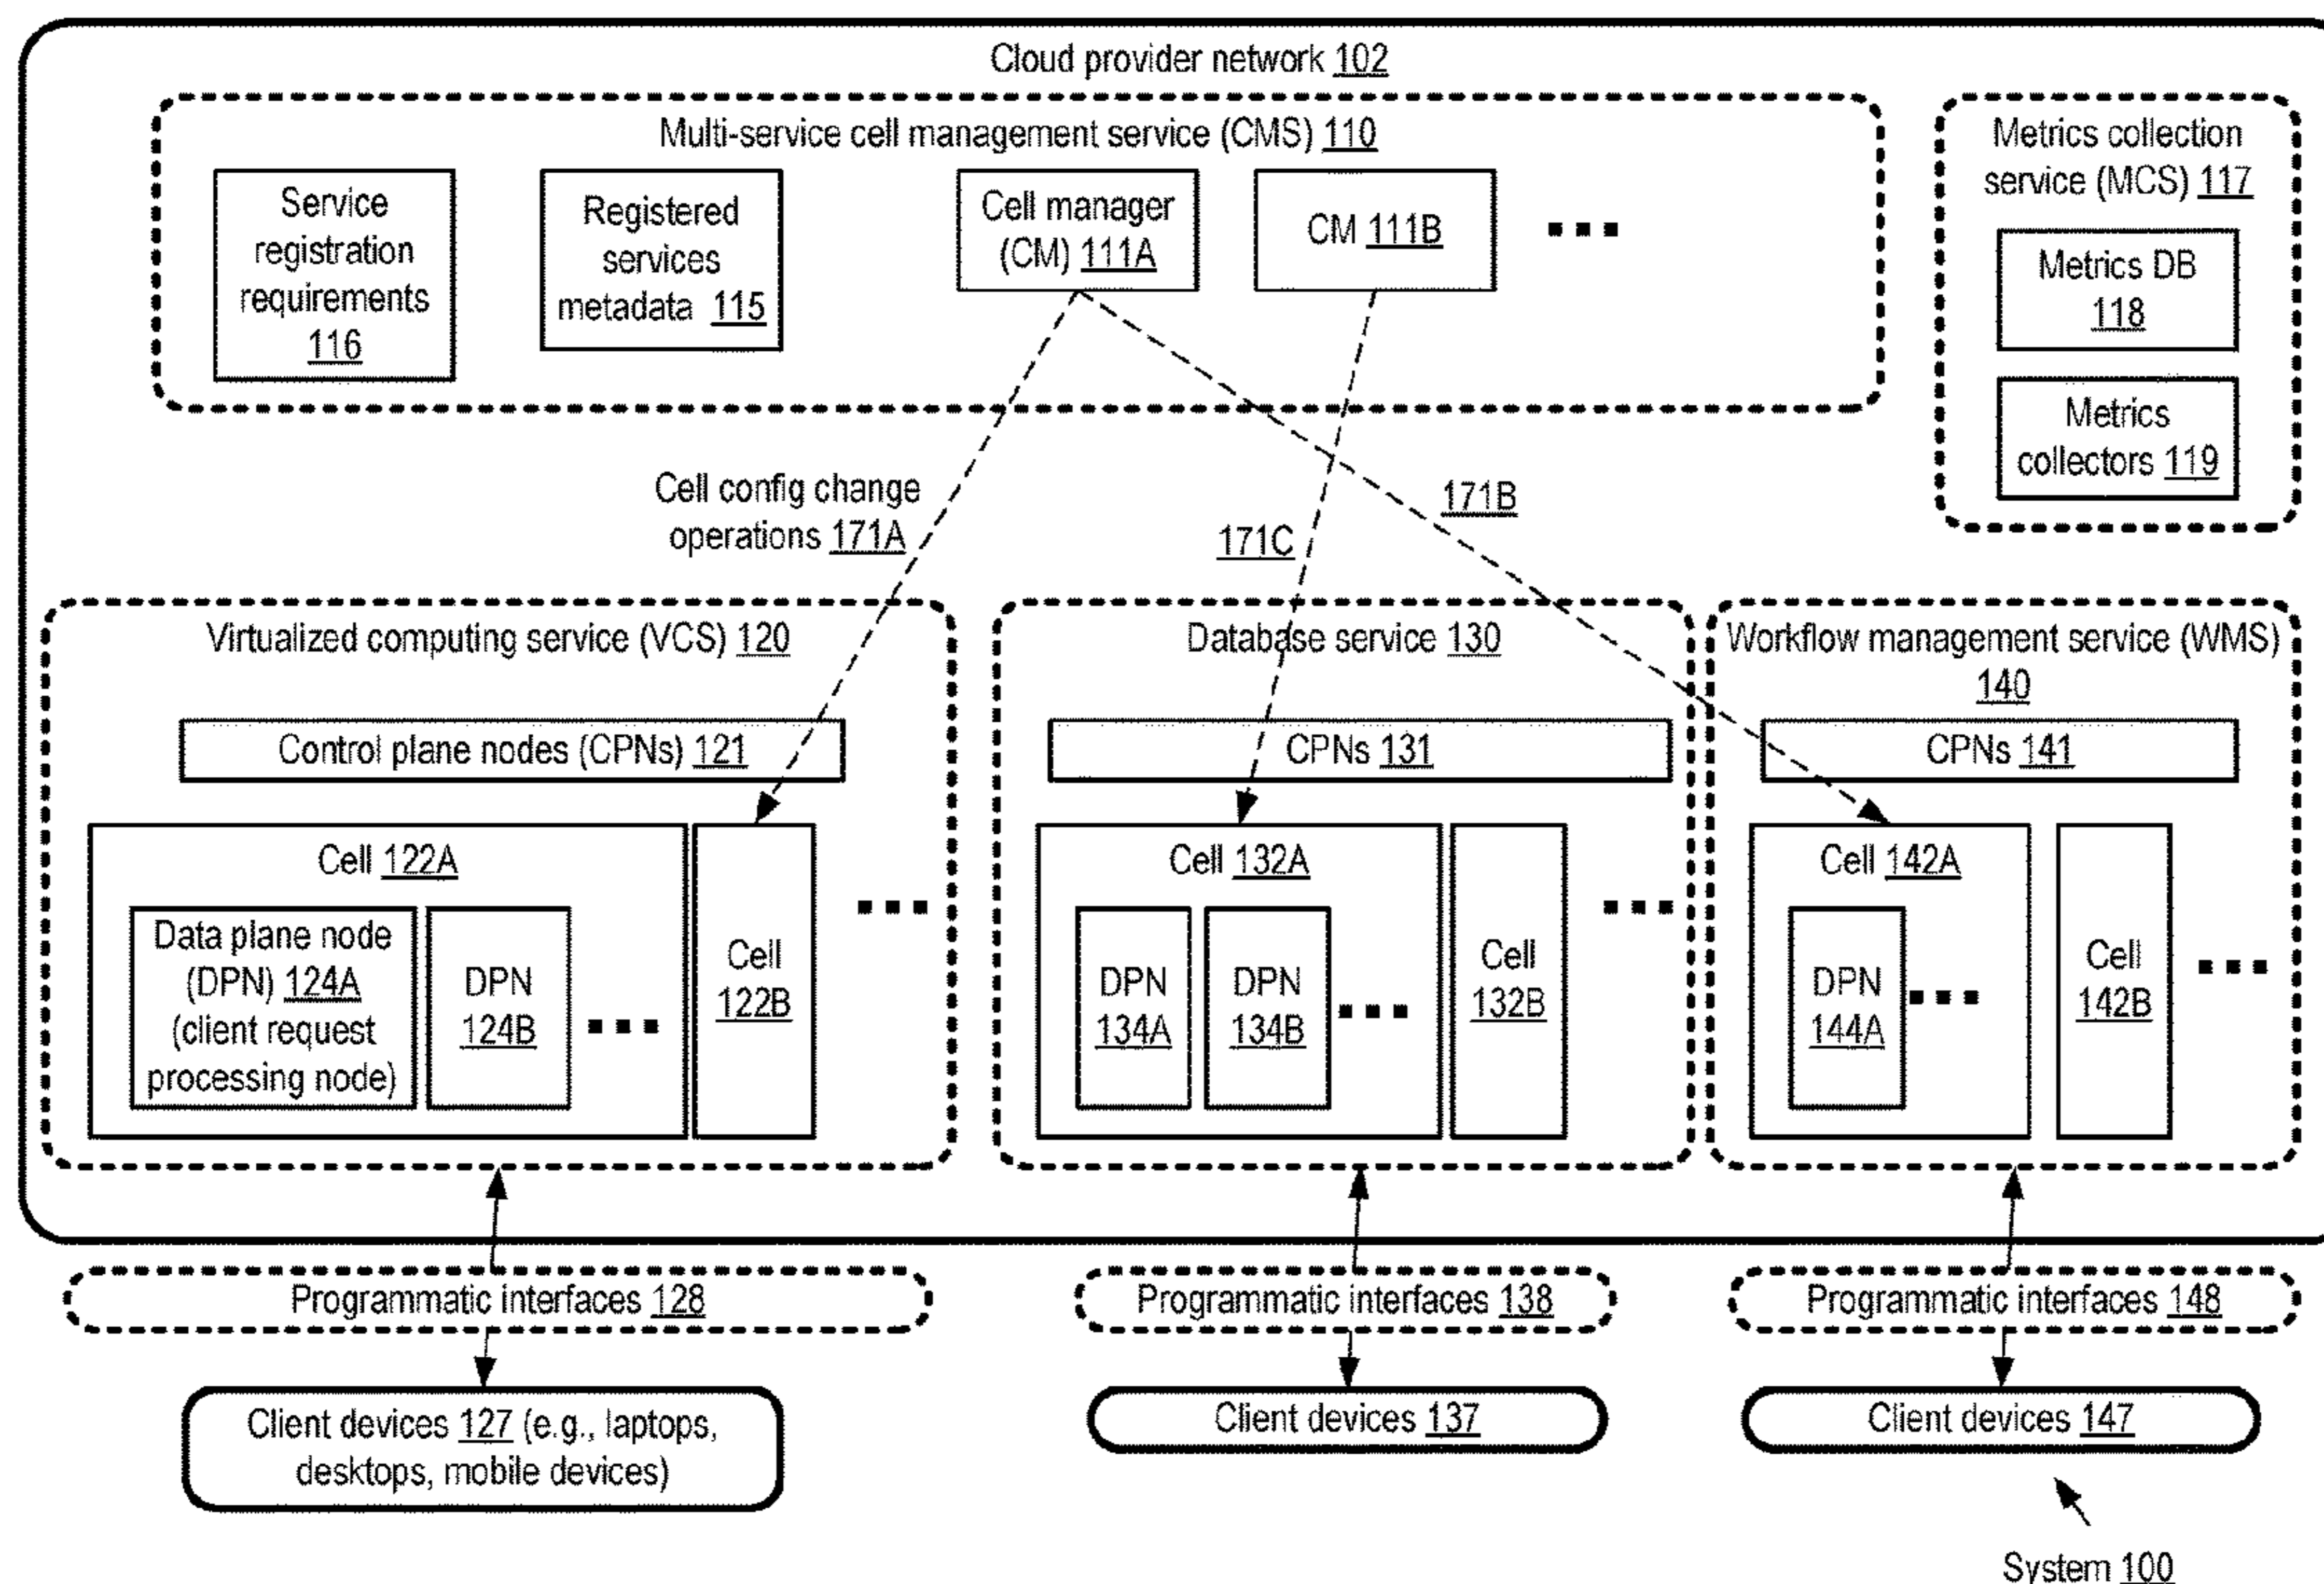 Cloud provider network 102
Multi-service cell management service (CMS) 110
Service
registration
requirements
116
Registered
services
metadata 115
Cell manager
(CM) 111A
CM 111B
Metrics collection
service (MCS) 117
Metrics DB
118
Metrics
collectors 119
Cell config change
operations 171A
171C
171B
Virtualized computing service (VCS) 120
Control plane nodes (CPNs) 121
Cell 122A
Data plane node
(DPN) 124A
(client request
processing node)
DPN
124B
Cell
122B
Database service 130
CPNs 131
Cell 132A
DPN
134A
DPN
134B
Cell
132B
Workflow management service (WMS)
140
CPNs 141
Cell 142A
DPN
144A
Cell
142B
Programmatic interfaces 128
Programmatic interfaces 138
Programmatic interfaces 148
Client devices 127 (e.g., laptops,
desktops, mobile devices)
Client devices 137
Client devices 147
System 100